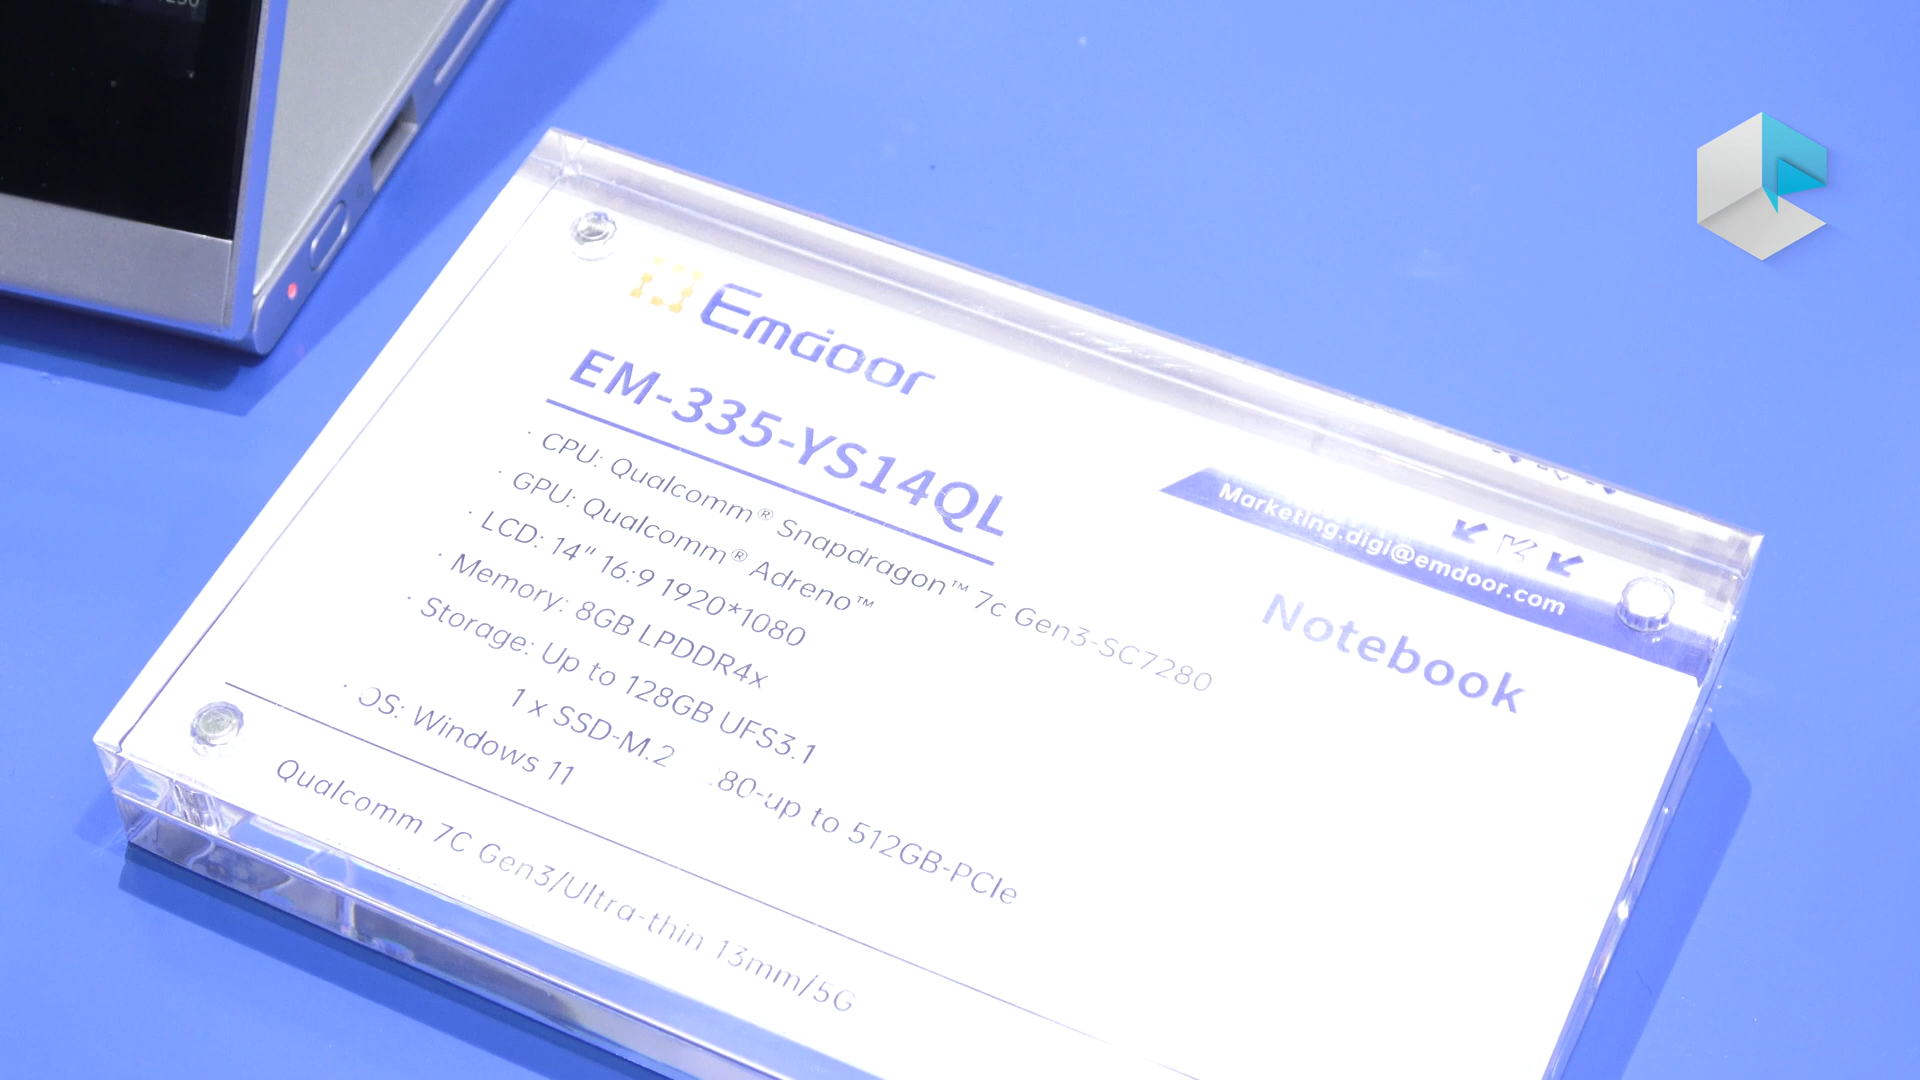 Emdoor
EM-335-YS14QL
· CPU: Qualcomm® Snapdragon™ 7c Gen3-SC7280
· GPU: Qualcomm® Adreno™
· LCD: 14" 16:9 1920*1080
· Memory: 8GB LPDDR4x
· Storage: Up to 128GB UFS3.1
1 x SSD-M.2 80-up to 512GB-PCIe
· OS: Windows 11
Qualcomm 7C Gen3/Ultra-thin 13mm/5G
Marketing.digi@emdoor.com
Notebook